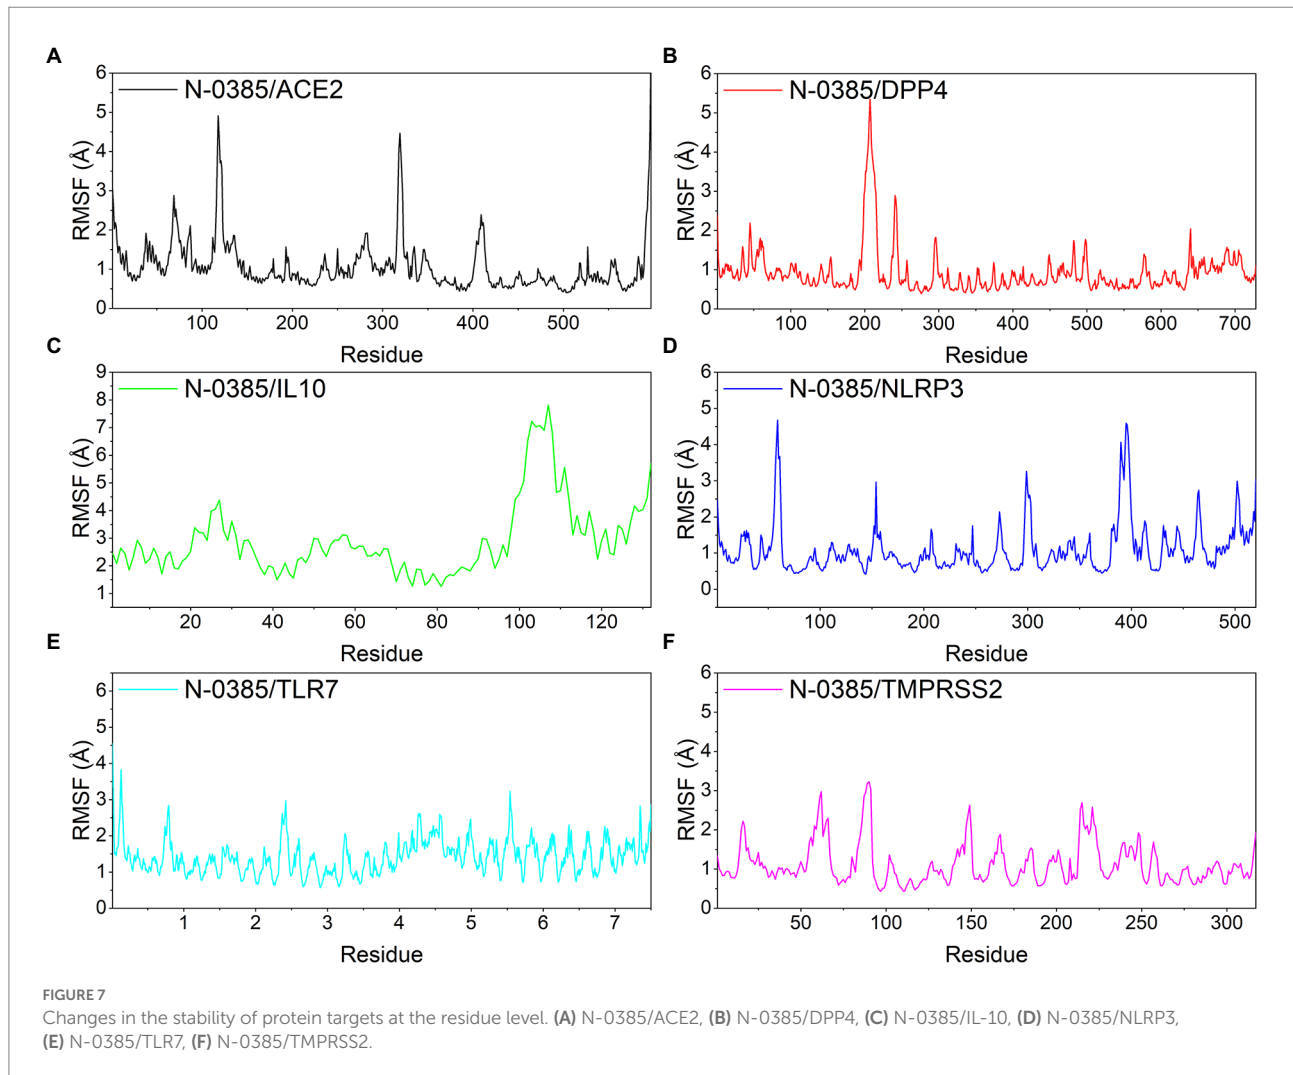 A
N-0385/ACE2
RMSF (Å)
6
5
4
3
2
1
0
100 200 300 400 500
Residue
B
N-0385/DPP4
RMSF (Å)
6
5
4
3
2
1
0
100 200 300 400 500 600 700
Residue
C
N-0385/IL10
RMSF (Å)
9
8
7
6
5
4
3
2
1
20 40 60 80 100 120
Residue
D
N-0385/NLRP3
RMSF (Å)
6
5
4
3
2
1
0
100 200 300 400 500
Residue
E
N-0385/TLR7
RMSF (Å)
6
5
4
3
2
1
0
1 2 3 4 5 6 7
Residue
F
N-0385/TMPRSS2
RMSF (Å)
6
5
4
3
2
1
0
50 100 150 200 250 300
Residue
FIGURE 7
Changes in the stability of protein targets at the residue level. (A) N-0385/ACE2, (B) N-0385/DPP4, (C) N-0385/IL-10, (D) N-0385/NLRP3,
(E) N-0385/TLR7, (F) N-0385/TMPRSS2.